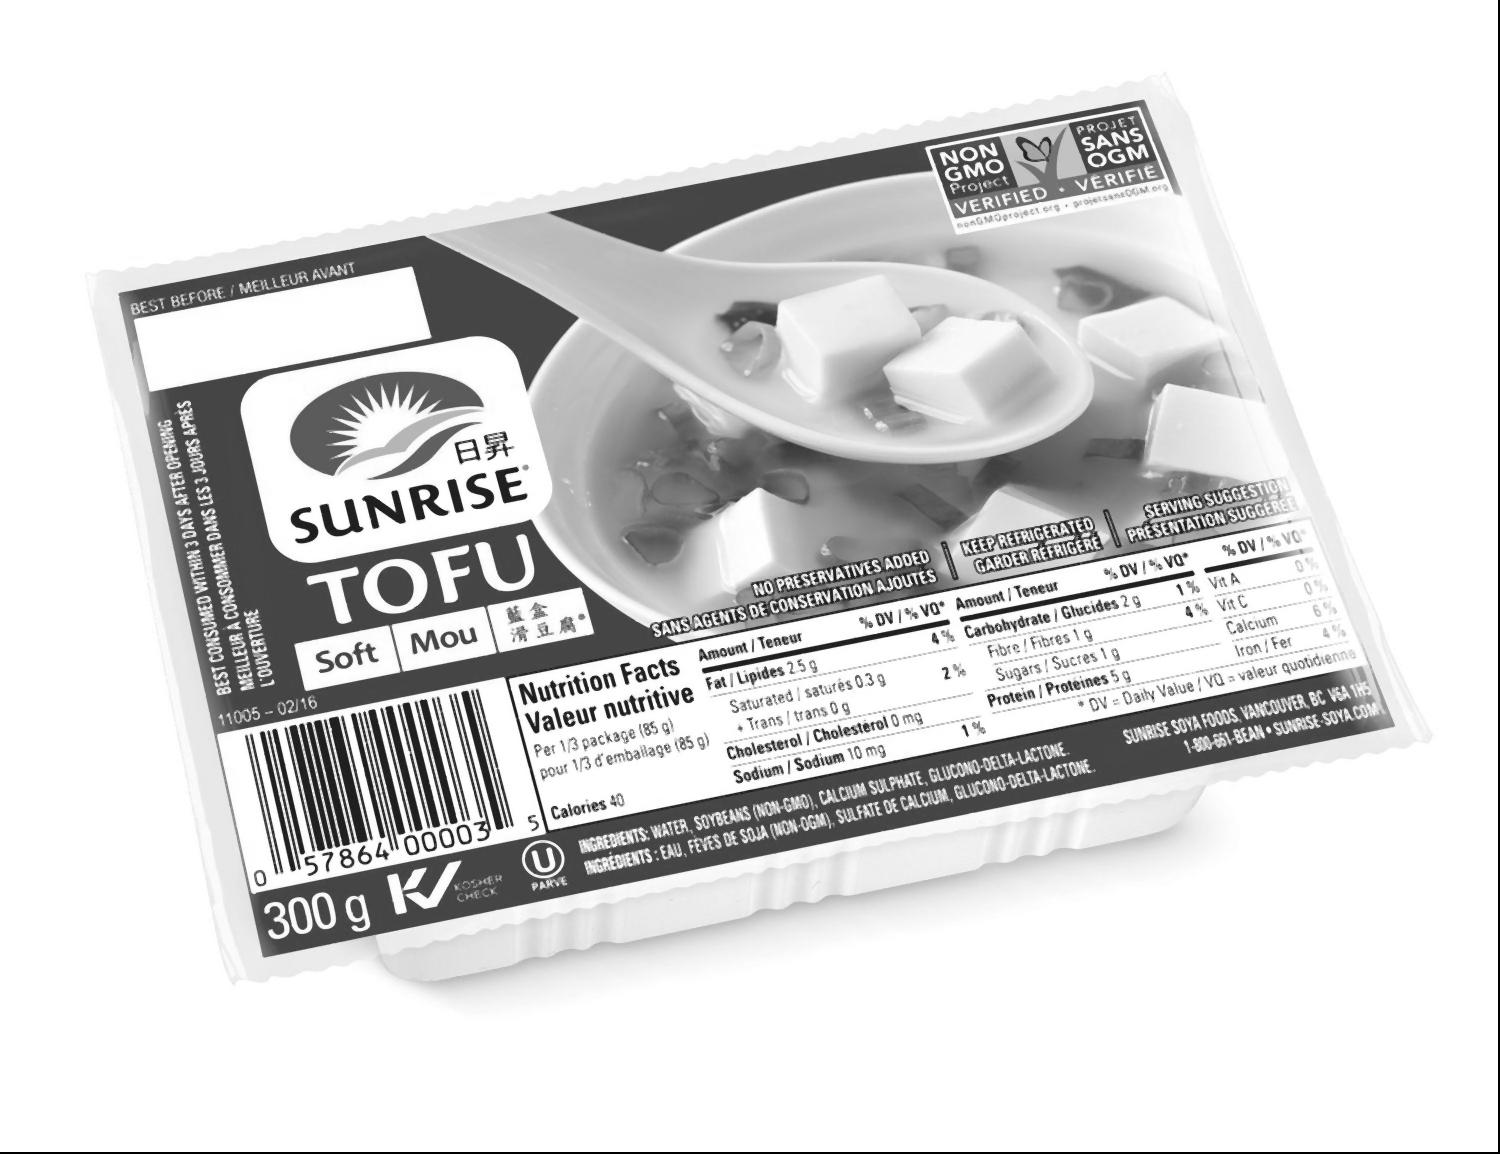 NON
GMO
Project
PROJET
SANS
OGM
VERIFIED • VÉRIFIÉ
nonGMOproject.org • projetsansOGM.org
BEST BEFORE / MEILLEUR AVANT
BEST CONSUMED WITHIN 3 DAYS AFTER OPENING
MEILLEUR À CONSOMMER DANS LES 3 JOURS APRÈS
L'OUVERTURE
日昇
SUNRISE
TOFU
Soft
Mou
藍盒
滑豆腐
NO PRESERVATIVES ADDED
SANS AGENTS DE CONSERVATION AJOUTÉS
KEEP REFRIGERATED
GARDER RÉFRIGÉRÉ
SERVING SUGGESTION
PRÉSENTATION SUGGÉRÉE
11005 – 02/16
0 57864 00003 5
300 g
KOSHER
CHECK
U
PARVE
Nutrition Facts
Valeur nutritive
Per 1/3 package (85 g)
pour 1/3 d'emballage (85 g)
Calories 40
Amount / Teneur % DV / % VQ*
Fat / Lipides 2.5 g 4 %
Saturated / saturés 0.3 g
+ Trans / trans 0 g 2 %
Cholesterol / Cholestérol 0 mg
Sodium / Sodium 10 mg 1 %
Amount / Teneur % DV / % VQ*
Carbohydrate / Glucides 2 g 1 %
Fibre / Fibres 1 g 4 %
Sugars / Sucres 1 g
Protein / Protéines 5 g
% DV / % VQ*
Vit A 0 %
Vit C 0 %
Calcium 6 %
Iron / Fer 4 %
* DV = Daily Value / VQ = valeur quotidienne
INGREDIENTS: WATER, SOYBEANS (NON-GMO), CALCIUM SULPHATE, GLUCONO-DELTA-LACTONE.
INGRÉDIENTS : EAU, FÈVES DE SOJA (NON-OGM), SULFATE DE CALCIUM, GLUCONO-DELTA-LACTONE.
SUNRISE SOYA FOODS, VANCOUVER, BC V6A 1H5
1-800-661-BEAN • SUNRISE-SOYA.COM